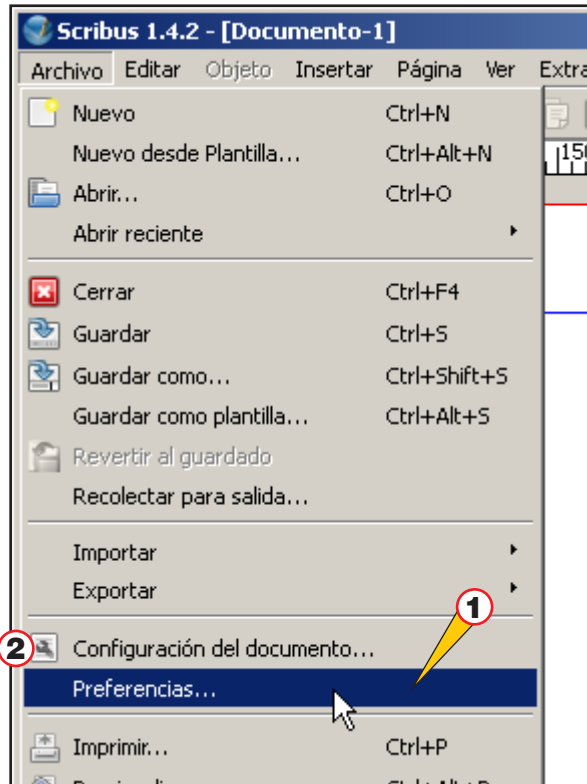 Scribus 1.4.2 - [Documento-1]
Archivo Editar Objeto Insertar Página Ver Extra
Nuevo Ctrl+N
Nuevo desde Plantilla... Ctrl+Alt+N
150
Abrir... Ctrl+O
Abrir reciente
Cerrar Ctrl+F4
Guardar Ctrl+S
Guardar como... Ctrl+Shift+S
Guardar como plantilla... Ctrl+Alt+S
Revertir al guardado
Recolectar para salida...
Importar
Exportar
1
2 Configuración del documento...
Preferencias...
Imprimir... Ctrl+P